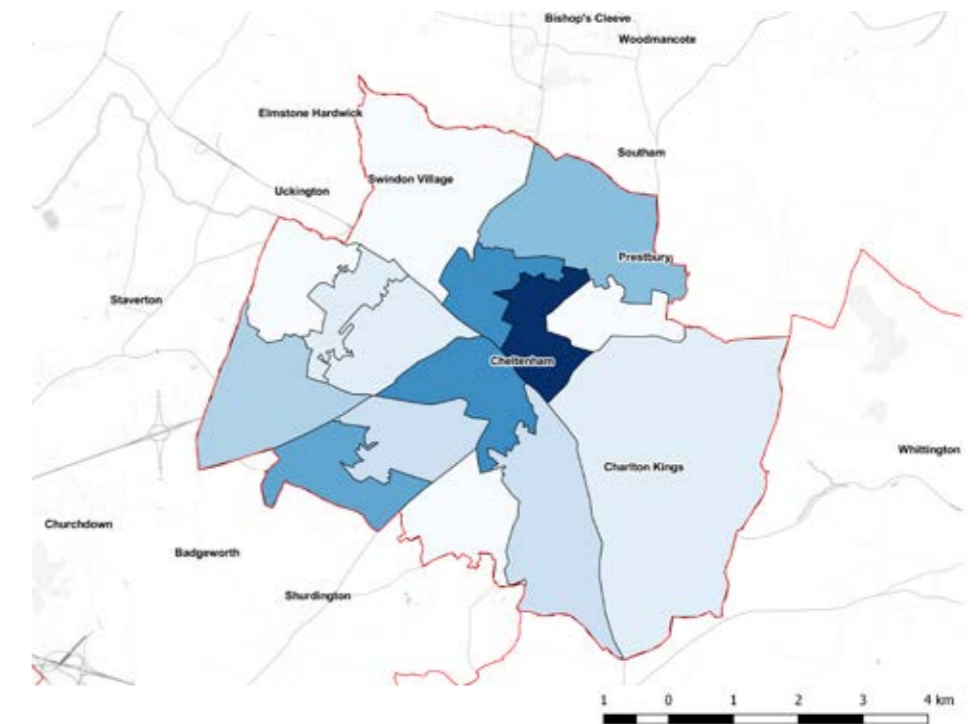 Bishop's Cleeve
Woodmancote
Elmstone Hardwick
Southam
Swindon Village
Uckington
Prestbury
Staverton
Cheltenham
Whittington
Charlton Kings
Churchdown
Badgeworth
Shurdington
1 0 1 2 3 4 km